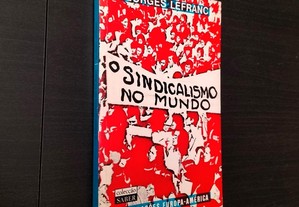 GEORGES LEFRANC
O SINDICALISMO
NO MUNDO
colecção
SABER
PUBLICAÇÕES EUROPA-AMÉRICA